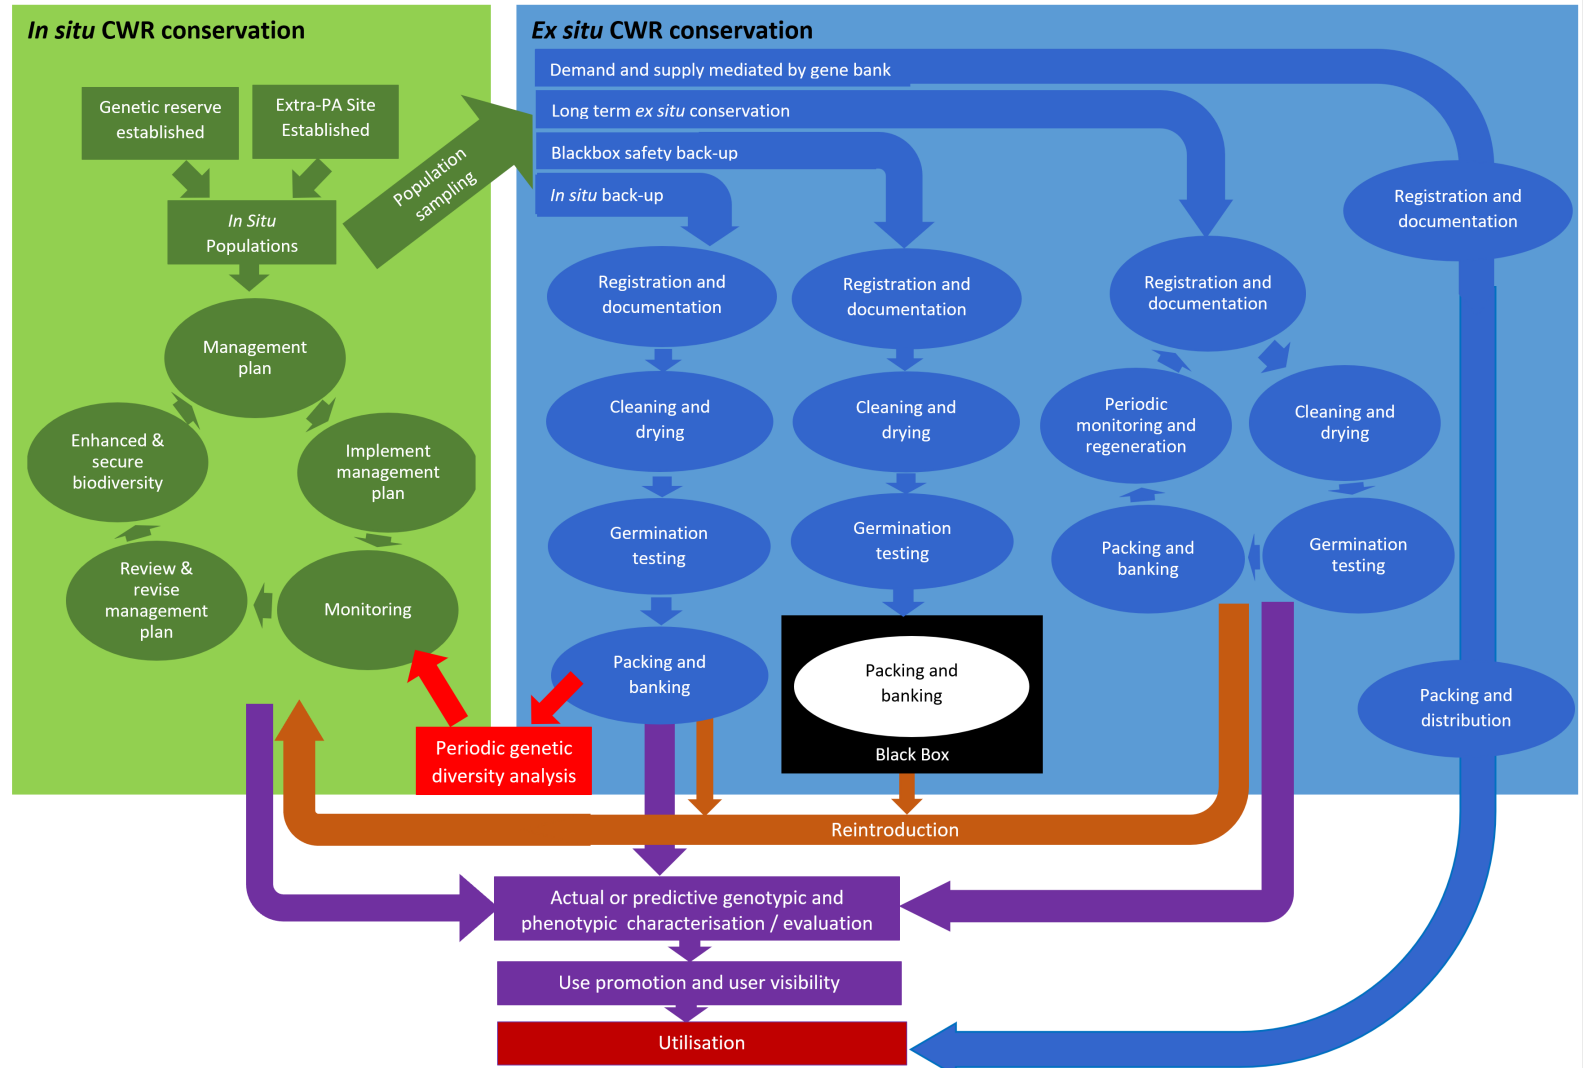 In situ CWR conservation
Genetic reserve
established
Extra-PA Site
Established
In Situ
Populations
Population
sampling
Management
plan
Implement
management
plan
Monitoring
Review &
revise
management
plan
Enhanced &
secure
biodiversity
Ex situ CWR conservation
Demand and supply mediated by gene bank
Long term ex situ conservation
Blackbox safety back-up
In situ back-up
Registration and
documentation
Cleaning and
drying
Germination
testing
Packing and
banking
Registration and
documentation
Cleaning and
drying
Germination
testing
Packing and
banking
Black Box
Registration and
documentation
Cleaning and
drying
Germination
testing
Packing and
banking
Periodic
monitoring and
regeneration
Registration and
documentation
Packing and
distribution
Periodic genetic
diversity analysis
Reintroduction
Actual or predictive genotypic and
phenotypic characterisation / evaluation
Use promotion and user visibility
Utilisation